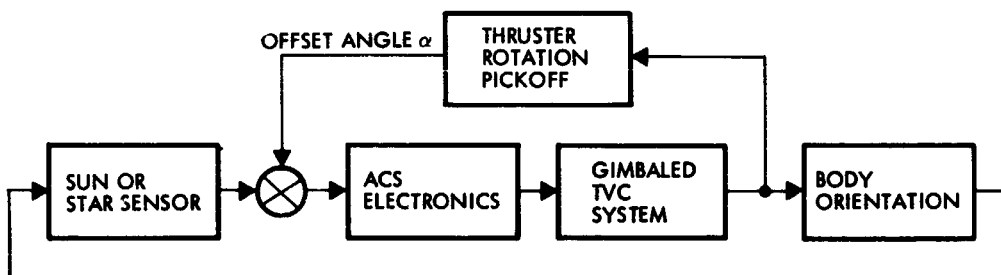 OFFSET ANGLE α
THRUSTER
ROTATION
PICKOFF
SUN OR
STAR SENSOR
ACS
ELECTRONICS
GIMBALED
TVC
SYSTEM
BODY
ORIENTATION